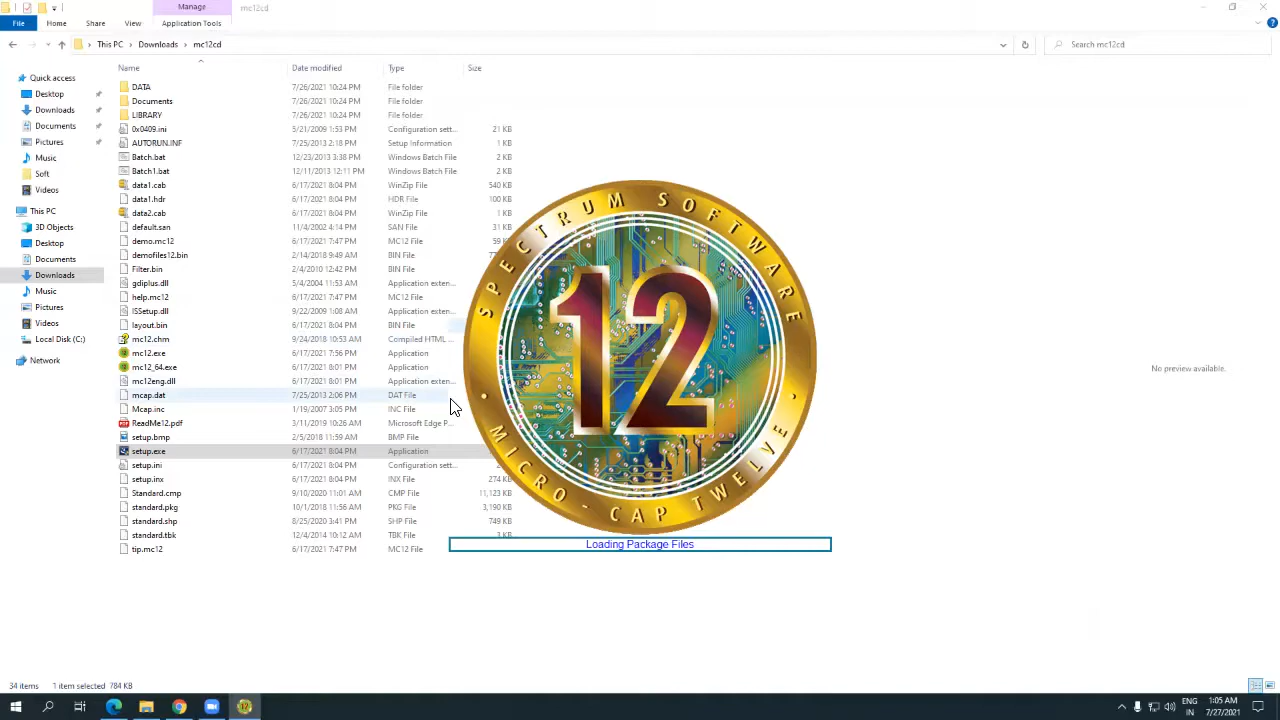 Manage
mc12cd
File
Home
Share
View
Application Tools
This PC
Downloads
mc12cd
Search mc12cd
Name
Date modified
Type
Size
Quick access
Desktop
Downloads
Documents
Pictures
Music
Soft
Videos
This PC
3D Objects
Desktop
Documents
Downloads
Music
Pictures
Videos
Local Disk (C:)
Network
DATA 7/26/2021 10:24 PM File folder
Documents 7/26/2021 10:24 PM File folder
LIBRARY 7/26/2021 10:24 PM File folder
0x0409.ini 5/21/2009 1:53 PM Configuration sett... 21 KB
AUTORUN.INF 7/25/2013 2:18 PM Setup Information 1 KB
Batch.bat 12/23/2013 3:38 PM Windows Batch File 2 KB
Batch1.bat 12/11/2013 12:11 PM Windows Batch File 2 KB
data1.cab 6/17/2021 8:04 PM WinZip File 540 KB
data1.hdr 6/17/2021 8:04 PM HDR File 100 KB
data2.cab 6/17/2021 8:04 PM WinZip File 1 KB
default.san 11/4/2002 4:14 PM SAN File 31 KB
demo.mc12 6/17/2021 7:47 PM MC12 File 59
demofiles12.bin 2/14/2018 9:49 AM BIN File
Filter.bin 2/4/2010 12:42 PM BIN File
gdiplus.dll 5/4/2004 11:53 AM Application exten...
help.mc12 6/17/2021 7:47 PM MC12 File
ISSetup.dll 9/22/2009 1:08 AM Application exten...
layout.bin 6/17/2021 8:04 PM BIN File
mc12.chm 9/24/2018 10:53 AM Compiled HTML ...
mc12.exe 6/17/2021 7:56 PM Application
mc12_64.exe 6/17/2021 8:01 PM Application
mc12eng.dll 6/17/2021 8:01 PM Application exten...
mcap.dat 7/25/2013 2:06 PM DAT File
Mcap.inc 1/19/2007 3:05 PM INC File
ReadMe12.pdf 3/11/2019 10:26 AM Microsoft Edge P...
setup.bmp 2/5/2018 11:59 AM BMP File
setup.exe 6/17/2021 8:04 PM Application
setup.ini 6/17/2021 8:04 PM Configuration sett...
setup.inx 6/17/2021 8:04 PM INX File 274 KB
Standard.cmp 9/10/2020 11:01 AM CMP File 11,123 KB
standard.pkg 10/1/2018 11:56 AM PKG File 3,190 KB
standard.shp 8/25/2020 3:41 PM SHP File 749 KB
standard.tbk 12/4/2014 10:12 AM TBK File 3 KB
tip.mc12 6/17/2021 7:47 PM MC12 File
SPECTRUM SOFTWARE
12
MICRO-CAP TWELVE
Loading Package Files
No preview available.
34 items
1 item selected 784 KB
12
ENG
IN
1:05 AM
7/27/2021